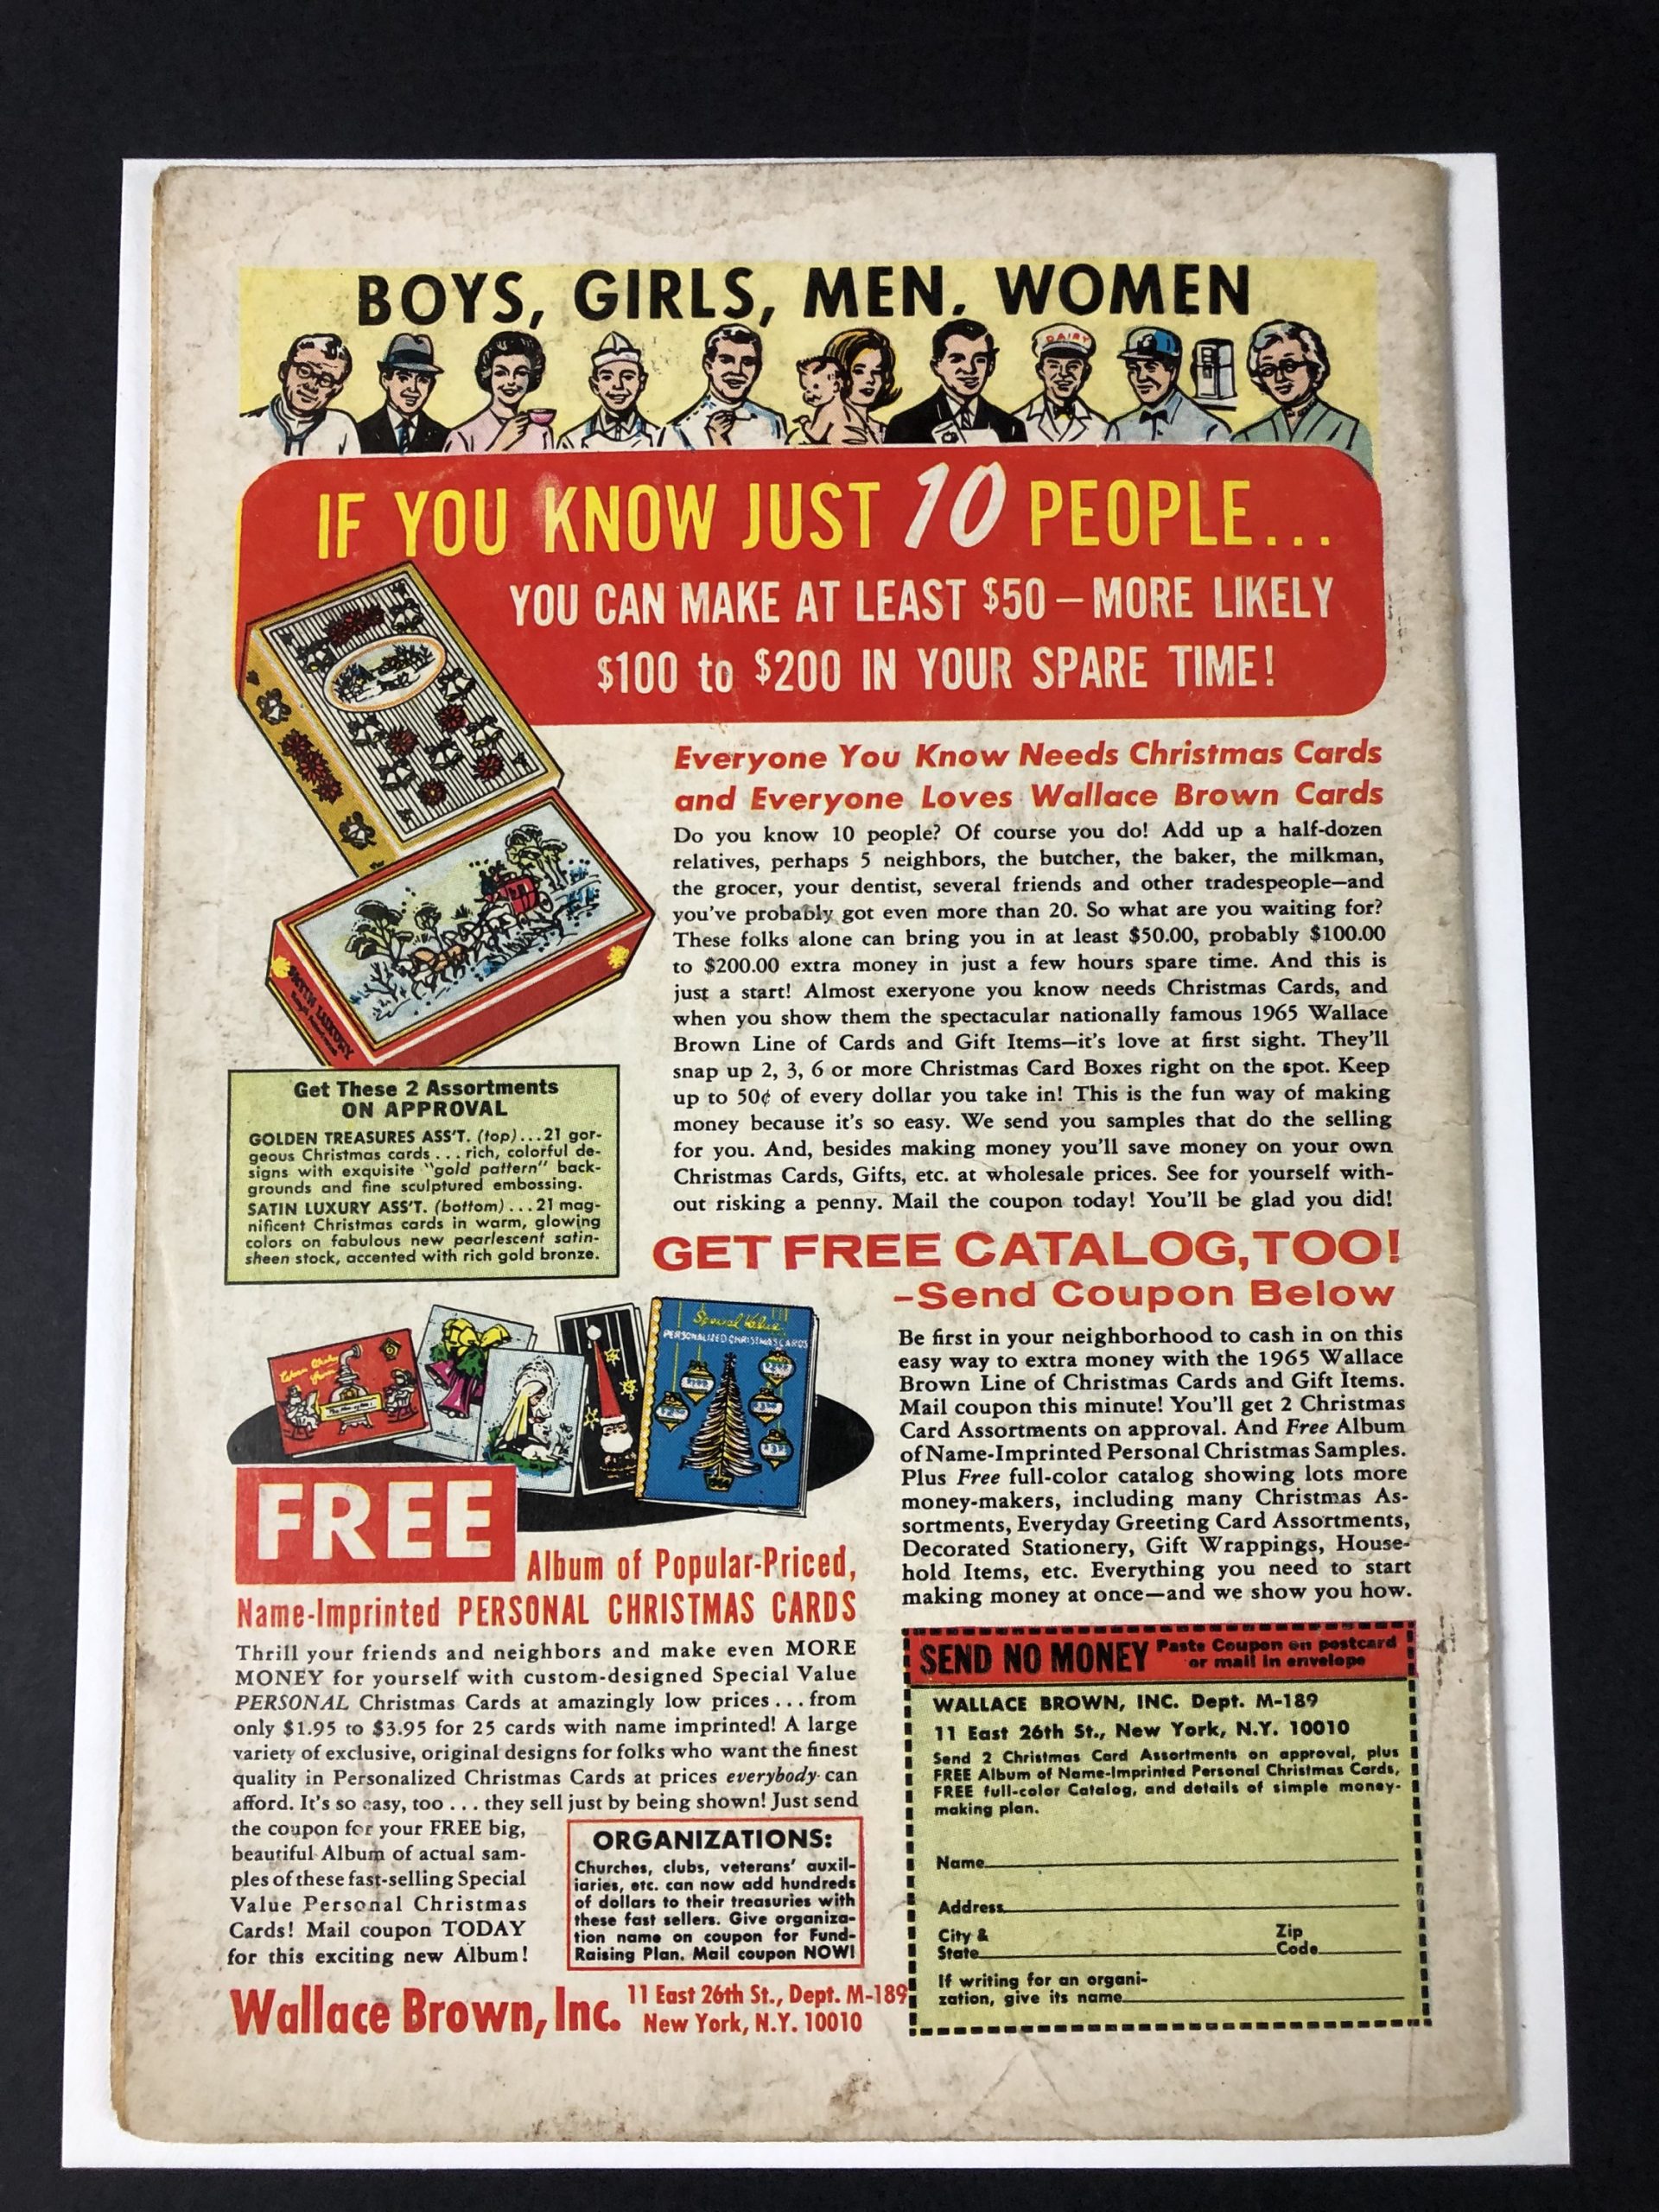 BOYS, GIRLS, MEN, WOMEN
DAIRY
IF YOU KNOW JUST 10 PEOPLE...
YOU CAN MAKE AT LEAST $50 – MORE LIKELY
$100 to $200 IN YOUR SPARE TIME!
Everyone You Know Needs Christmas Cards
and Everyone Loves Wallace Brown Cards
Do you know 10 people? Of course you do! Add up a half-dozen
relatives, perhaps 5 neighbors, the butcher, the baker, the milkman,
the grocer, your dentist, several friends and other tradespeople—and
you've probably got even more than 20. So what are you waiting for?
These folks alone can bring you in at least $50.00, probably $100.00
to $200.00 extra money in just a few hours spare time. And this is
just a start! Almost exeryone you know needs Christmas Cards, and
when you show them the spectacular nationally famous 1965 Wallace
Brown Line of Cards and Gift Items—it's love at first sight. They'll
snap up 2, 3, 6 or more Christmas Card Boxes right on the spot. Keep
up to 50¢ of every dollar you take in! This is the fun way of making
money because it's so easy. We send you samples that do the selling
for you. And, besides making money you'll save money on your own
Christmas Cards, Gifts, etc. at wholesale prices. See for yourself with-
out risking a penny. Mail the coupon today! You'll be glad you did!
SATIN LUXURY
Get These 2 Assortments
ON APPROVAL
GOLDEN TREASURES ASS'T. (top)...21 gor-
geous Christmas cards ... rich, colorful de-
signs with exquisite "gold pattern" back-
grounds and fine sculptured embossing.
SATIN LUXURY ASS'T. (bottom)...21 mag-
nificent Christmas cards in warm, glowing
colors on fabulous new pearlescent satin-
sheen stock, accented with rich gold bronze.
GET FREE CATALOG, TOO!
–Send Coupon Below
Be first in your neighborhood to cash in on this
easy way to extra money with the 1965 Wallace
Brown Line of Christmas Cards and Gift Items.
Mail coupon this minute! You'll get 2 Christmas
Card Assortments on approval. And Free Album
of Name-Imprinted Personal Christmas Samples.
Plus Free full-color catalog showing lots more
money-makers, including many Christmas As-
sortments, Everyday Greeting Card Assortments,
Decorated Stationery, Gift Wrappings, House-
hold Items, etc. Everything you need to start
making money at once—and we show you how.
Special Value
PERSONALIZED CHRISTMAS CARDS
FREE
Album of Popular-Priced,
Name-Imprinted PERSONAL CHRISTMAS CARDS
Thrill your friends and neighbors and make even MORE
MONEY for yourself with custom-designed Special Value
PERSONAL Christmas Cards at amazingly low prices...from
only $1.95 to $3.95 for 25 cards with name imprinted! A large
variety of exclusive, original designs for folks who want the finest
quality in Personalized Christmas Cards at prices everybody can
afford. It's so easy, too ... they sell just by being shown! Just send
the coupon for your FREE big,
beautiful Album of actual sam-
ples of these fast-selling Special
Value Personal Christmas
Cards! Mail coupon TODAY
for this exciting new Album!
ORGANIZATIONS:
Churches, clubs, veterans' auxil-
iaries, etc. can now add hundreds
of dollars to their treasuries with
these fast sellers. Give organiza-
tion name on coupon for Fund-
Raising Plan. Mail coupon NOW!
Wallace Brown, Inc.
11 East 26th St., Dept. M-189
New York, N.Y. 10010
SEND NO MONEY Paste Coupon on postcard
or mail in envelope
WALLACE BROWN, INC. Dept. M-189
11 East 26th St., New York, N.Y. 10010
Send 2 Christmas Card Assortments on approval, plus
FREE Album of Name-Imprinted Personal Christmas Cards,
FREE full-color Catalog, and details of simple money-
making plan.
Name
Address
City & State
Zip Code
If writing for an organi-
zation, give its name